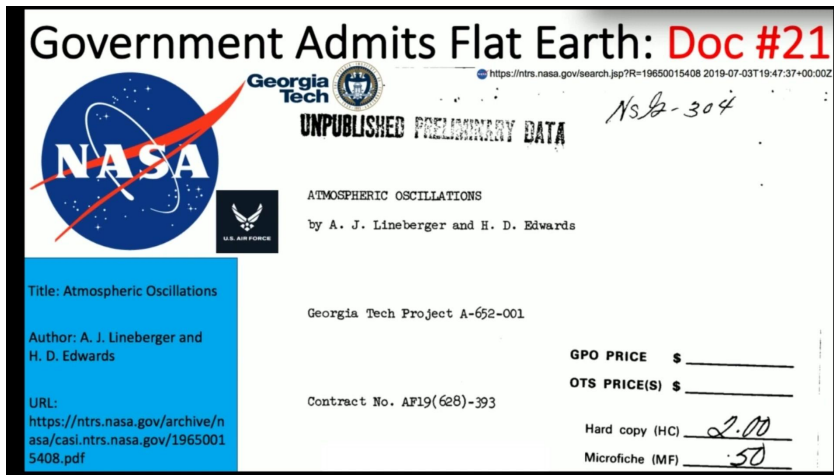 Government Admits Flat Earth: Doc #21
https://ntrs.nasa.gov/search.jsp?R=19650015408 2019-07-03T19:47:37+00:00Z
Georgia
Tech
NsG-304
UNPUBLISHED PRELIMINARY DATA
NASA
ATMOSPHERIC OSCILLATIONS
by A. J. Lineberger and H. D. Edwards
U.S. AIR FORCE
Title: Atmospheric Oscillations
Author: A. J. Lineberger and
H. D. Edwards
URL:
https://ntrs.nasa.gov/archive/n
asa/casi.ntrs.nasa.gov/1965001
5408.pdf
Georgia Tech Project A-652-001
Contract No. AF19(628)-393
GPO PRICE $
OTS PRICE(S) $
Hard copy (HC) 2.00
Microfiche (MF) .50